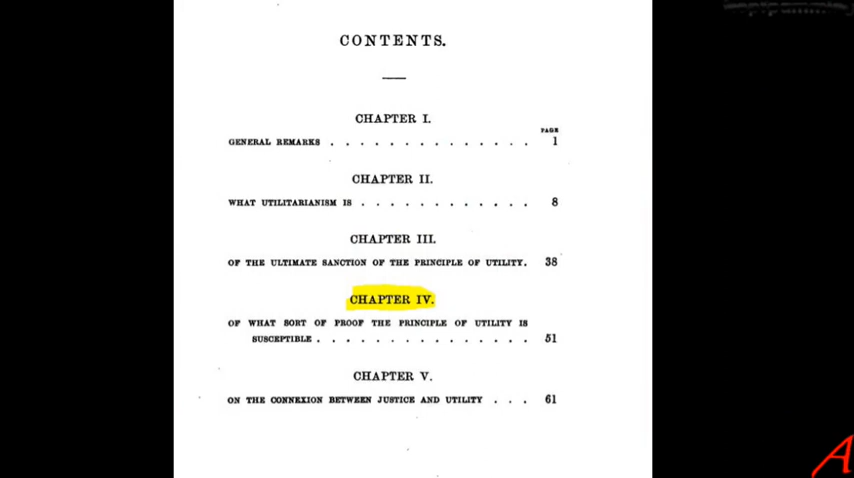 CONTENTS.
CHAPTER I.
PAGE
GENERAL REMARKS . . . . . . . . . . . . . . 1
CHAPTER II.
WHAT UTILITARIANISM IS . . . . . . . . . . . . 8
CHAPTER III.
OF THE ULTIMATE SANCTION OF THE PRINCIPLE OF UTILITY. 38
CHAPTER IV.
OF WHAT SORT OF PROOF THE PRINCIPLE OF UTILITY IS
SUSCEPTIBLE . . . . . . . . . . . . . . . 51
CHAPTER V.
ON THE CONNEXION BETWEEN JUSTICE AND UTILITY . . . 61
A